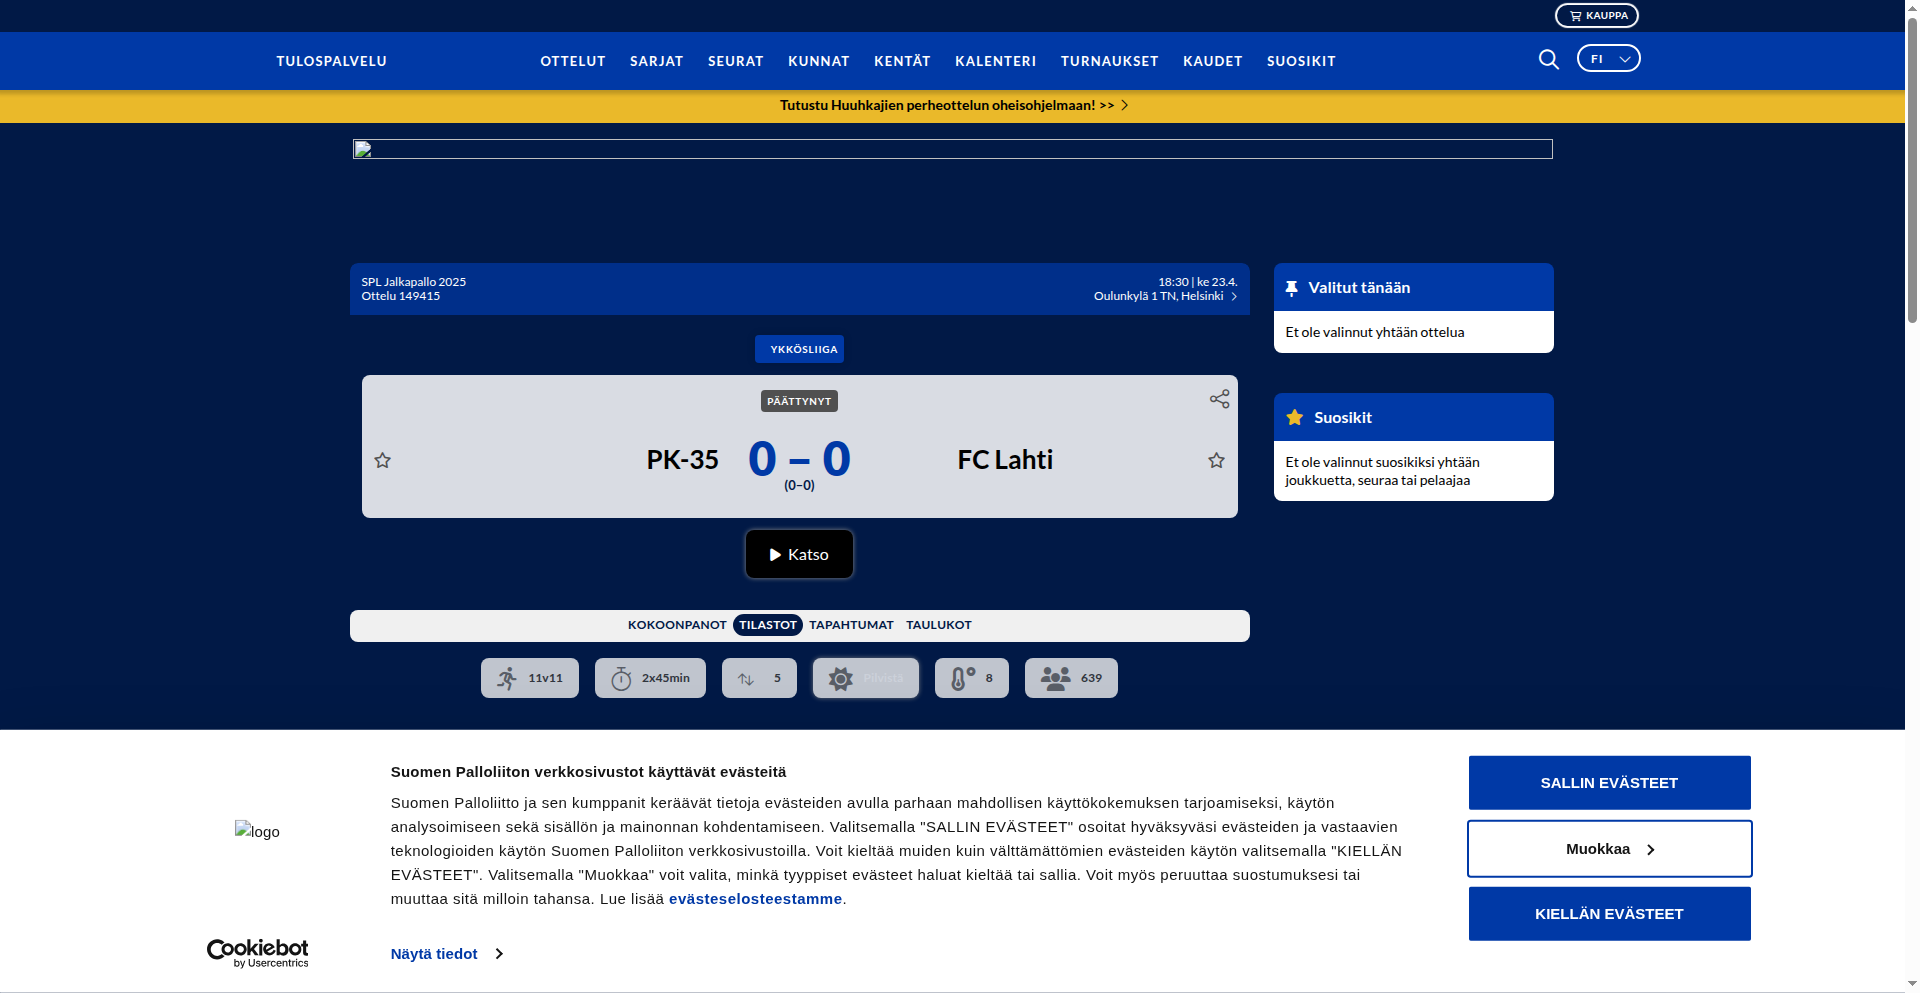 KAUPPA
TULOSPALVELU
OTTELUT SARJAT SEURAT KUNNAT KENTÄT KALENTERI TURNAUKSET KAUDET SUOSIKIT
FI
Tutustu Huuhkajien perheottelun oheisohjelmaan! >>
SPL Jalkapallo 2025
Ottelu 149415
18:30 | ke 23.4.
Oulunkylä 1 TN, Helsinki
YKKÖSLIIGA
PÄÄTTYNYT
PK-35 0 – 0 FC Lahti
(0–0)
Katso
Valitut tänään
Et ole valinnut yhtään ottelua
Suosikit
Et ole valinnut suosikiksi yhtään
joukkuetta, seuraa tai pelaajaa
KOKOONPANOT TILASTOT TAPAHTUMAT TAULUKOT
11v11 2x45min 5 Pilvistä 8 639
logo
Cookiebot
by Usercentrics
Suomen Palloliiton verkkosivustot käyttävät evästeitä
Suomen Palloliitto ja sen kumppanit keräävät tietoja evästeiden avulla parhaan mahdollisen käyttökokemuksen tarjoamiseksi, käytön
analysoimiseen sekä sisällön ja mainonnan kohdentamiseen. Valitsemalla "SALLIN EVÄSTEET" osoitat hyväksyväsi evästeiden ja vastaavien
teknologioiden käytön Suomen Palloliiton verkkosivustoilla. Voit kieltää muiden kuin välttämättömien evästeiden käytön valitsemalla "KIELLÄN
EVÄSTEET". Valitsemalla "Muokkaa" voit valita, minkä tyyppiset evästeet haluat kieltää tai sallia. Voit myös peruuttaa suostumuksesi tai
muuttaa sitä milloin tahansa. Lue lisää evästeselosteestamme.
Näytä tiedot
SALLIN EVÄSTEET
Muokkaa
KIELLÄN EVÄSTEET